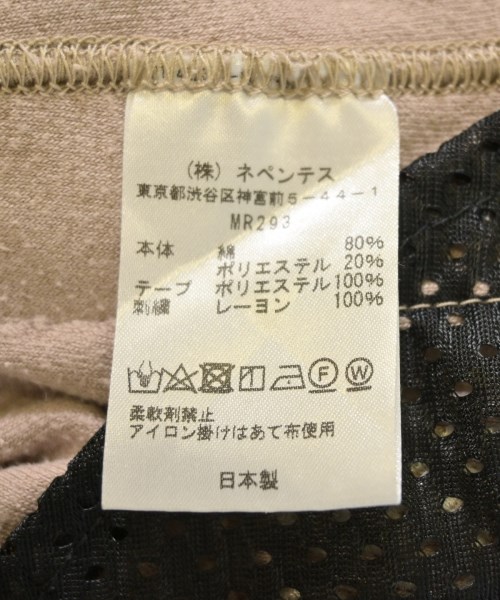 (株) ネペンテス
東京都渋谷区神宮前5-44-1
MR293
本体 綿 80%
ポリエステル 20%
テープ ポリエステル 100%
刺繍 レーヨン 100%
F W
柔軟剤禁止
アイロン掛けはあて布使用
日本製